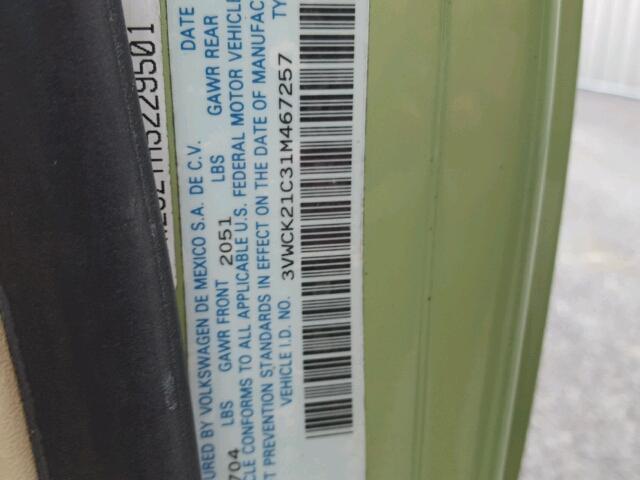 URED BY VOLKSWAGEN DE MEXICO S.A. DE C.V. DATE
704 LBS GAWR FRONT 2051 LBS GAWR REAR
CLE CONFORMS TO ALL APPLICABLE U.S. FEDERAL MOTOR VEHICLE
T PREVENTION STANDARDS IN EFFECT ON THE DATE OF MANUFAC
VEHICLE I.D. NO. 3VWCK21C31M467257 TY